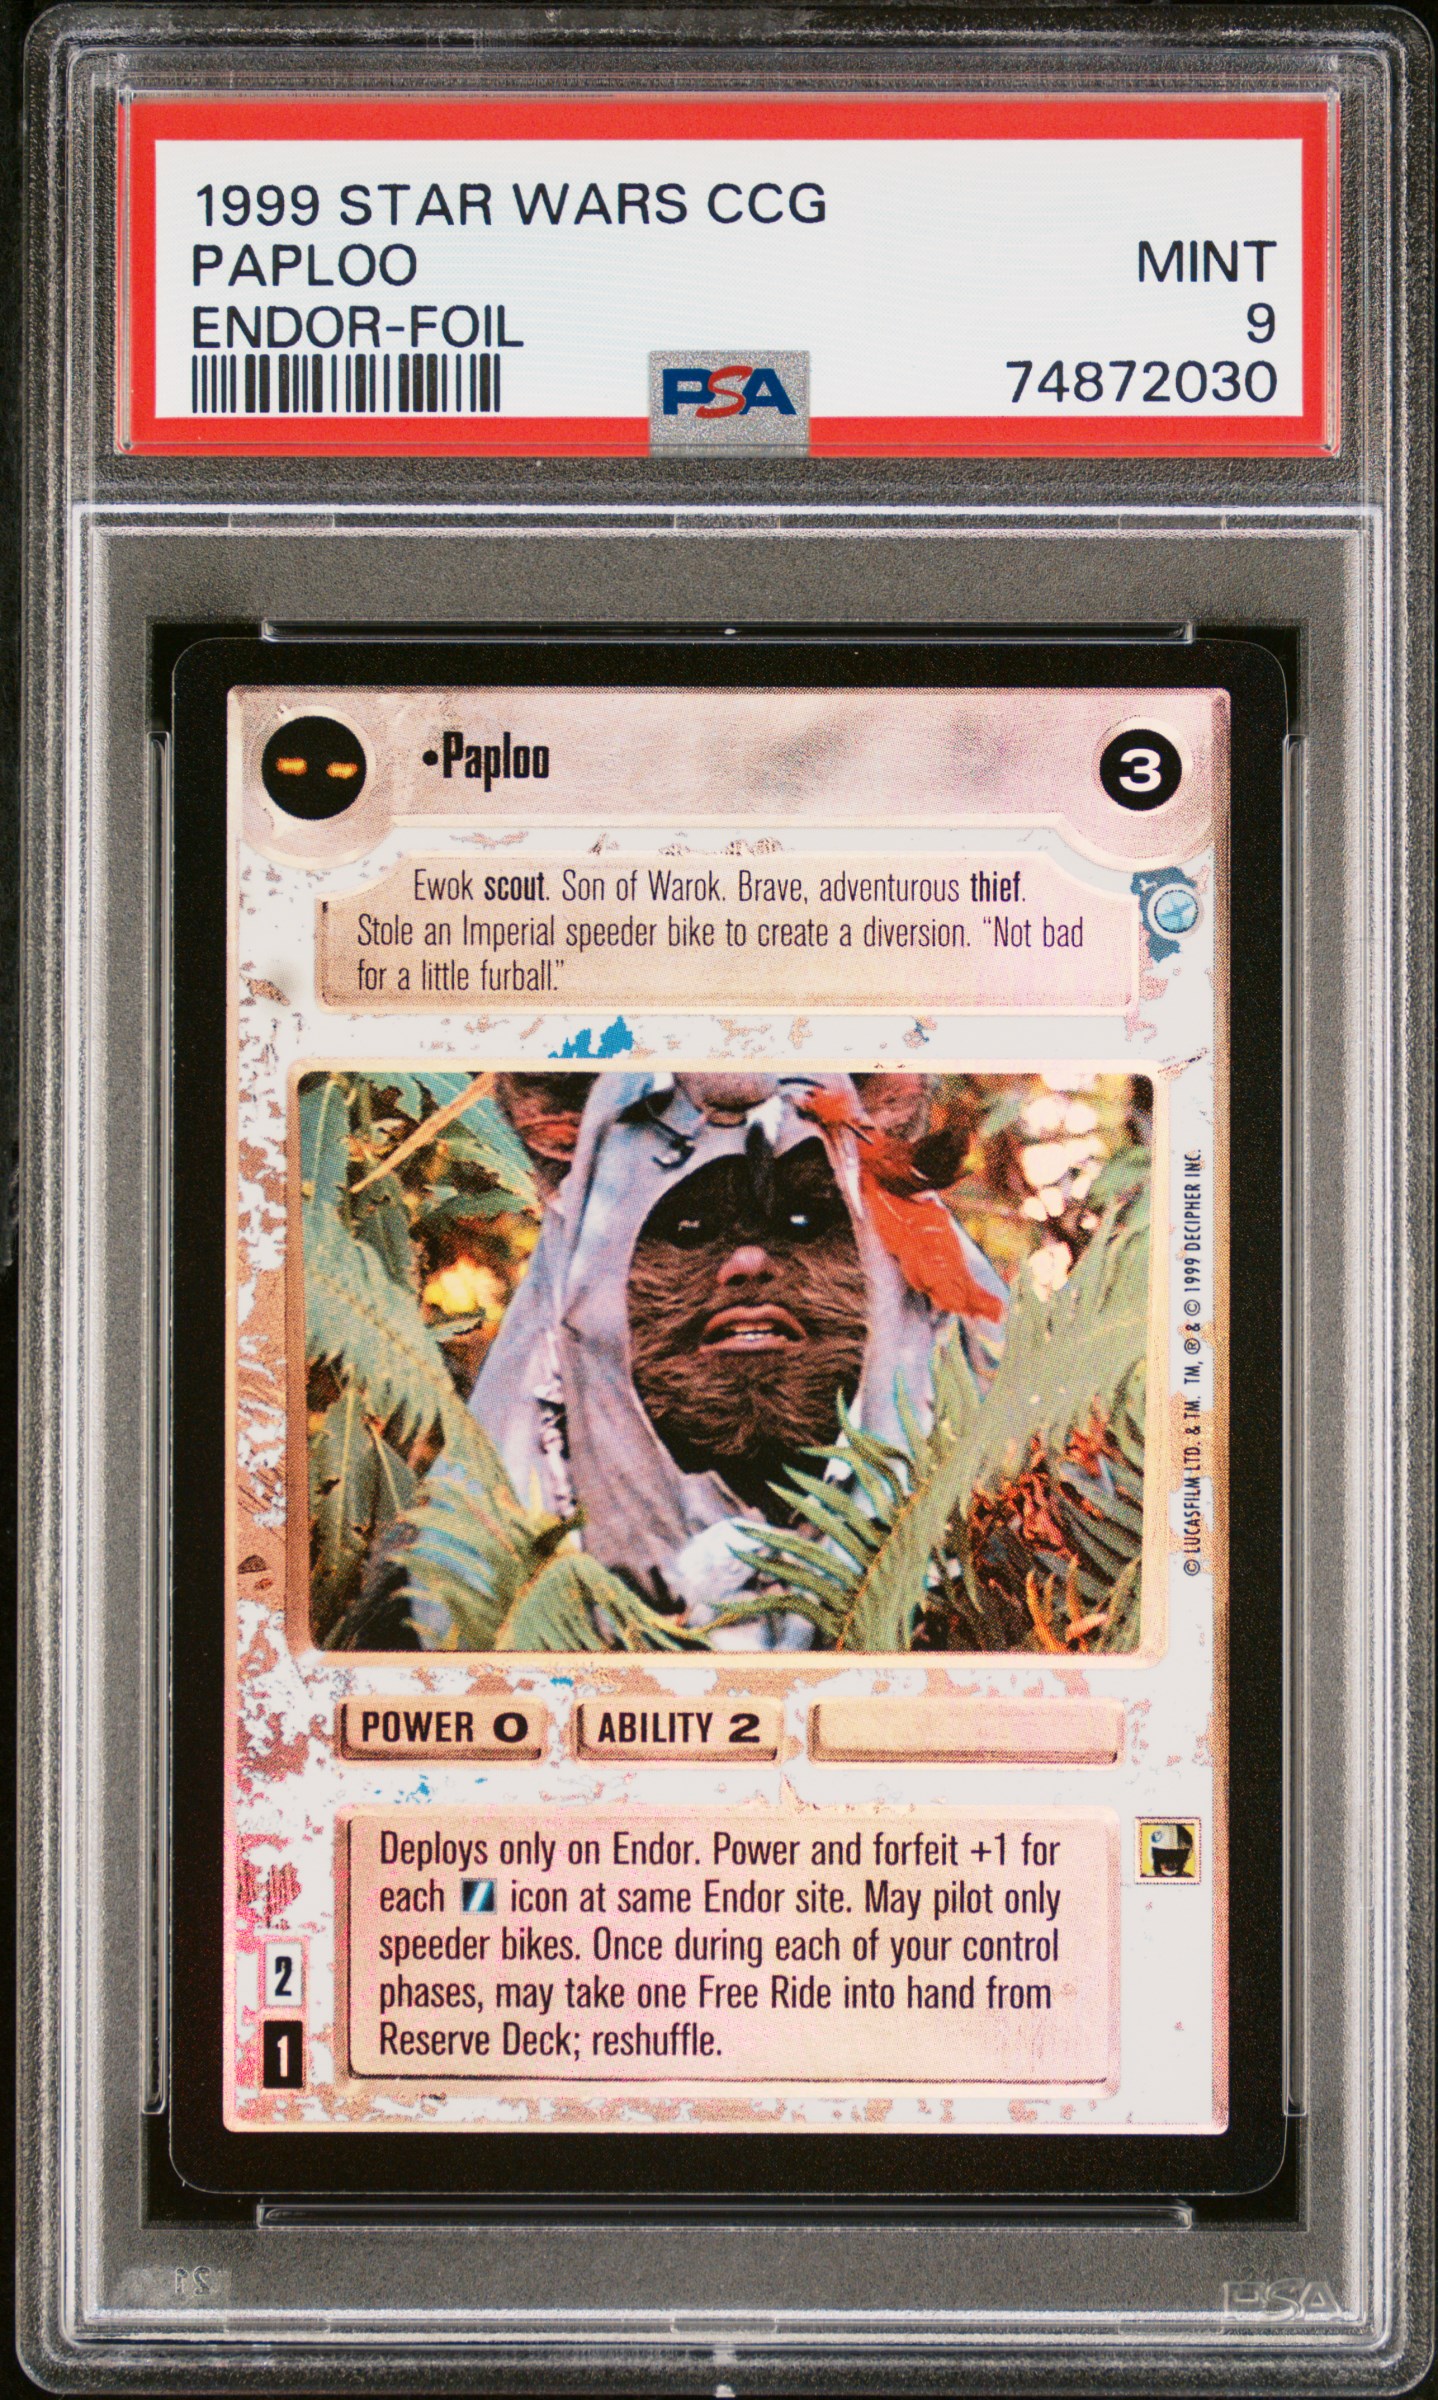 1999 STAR WARS CCG
PAPLOO
MINT
ENDOR-FOIL
9
PSA
74872030
•Paploo
3
Ewok scout. Son of Warok. Brave, adventurous thief.
Stole an Imperial speeder bike to create a diversion. “Not bad
for a little furball.”
© LUCASFILM LTD. & TM. TM, ® & © 1999 DECIPHER INC.
POWER 0
ABILITY 2
Deploys only on Endor. Power and forfeit +1 for
each icon at same Endor site. May pilot only
speeder bikes. Once during each of your control
phases, may take one Free Ride into hand from
Reserve Deck; reshuffle.
2
1
21
PSA